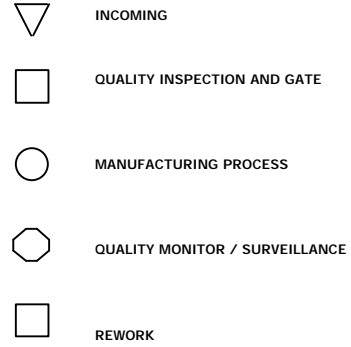 INCOMING
QUALITY INSPECTION AND GATE
MANUFACTURING PROCESS
QUALITY MONITOR / SURVEILLANCE
REWORK